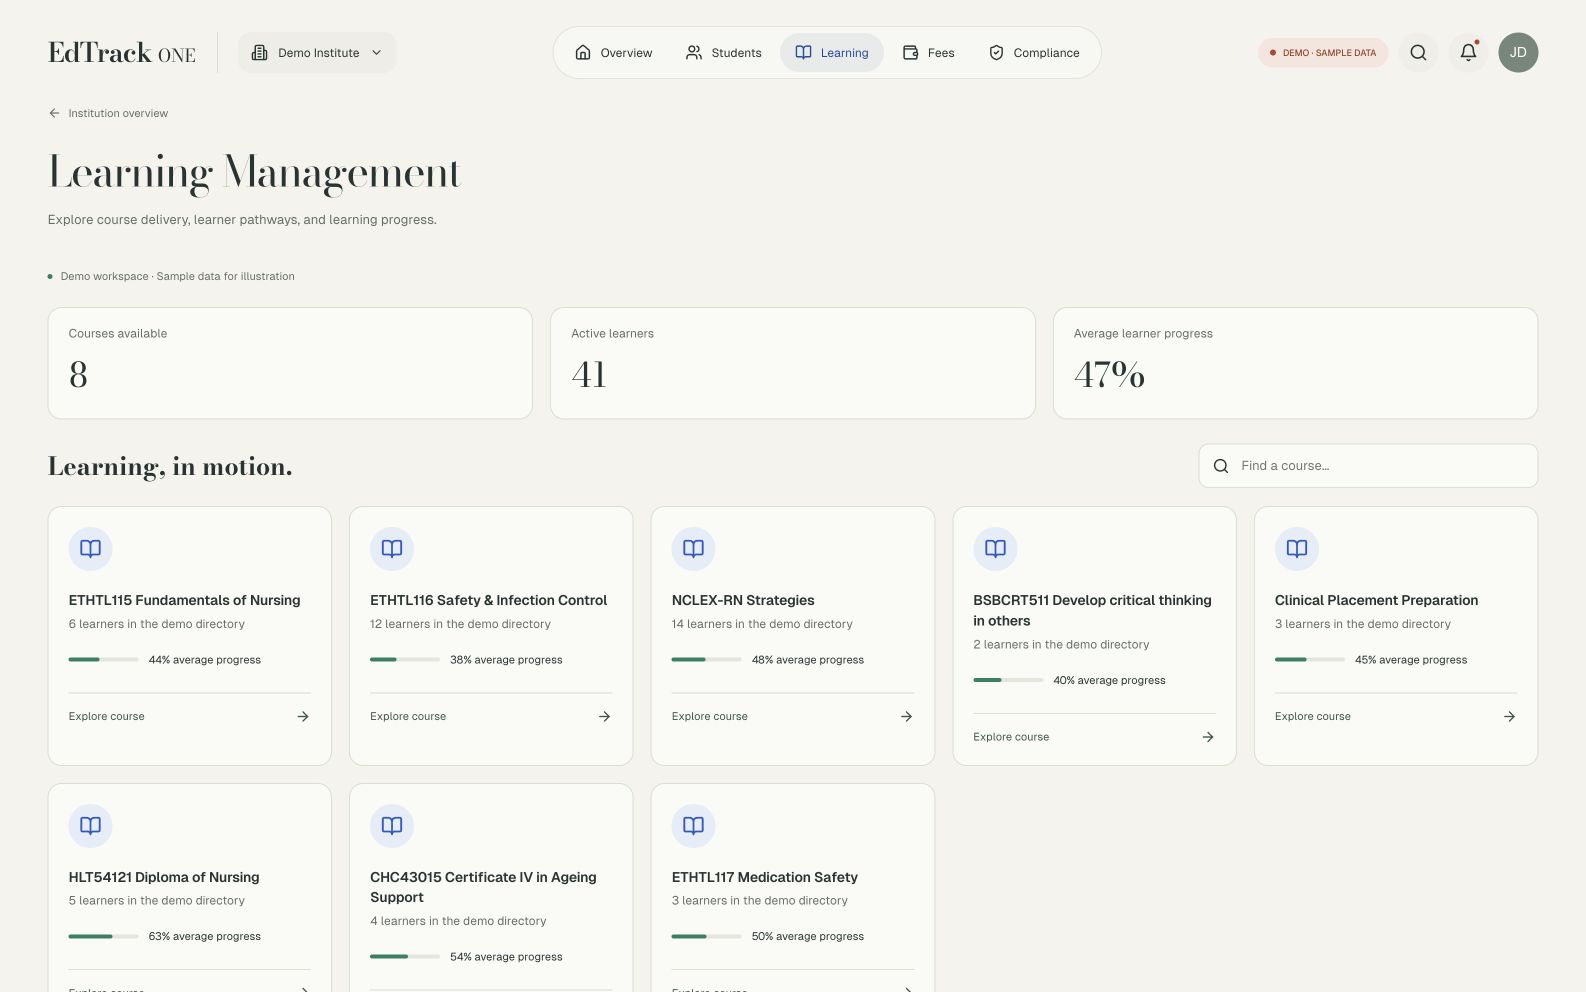 EdTrack ONE
Demo Institute
Overview
Students
Learning
Fees
Compliance
DEMO · SAMPLE DATA
JD
Institution overview
Learning Management
Explore course delivery, learner pathways, and learning progress.
Demo workspace · Sample data for illustration
Courses available
8
Active learners
41
Average learner progress
47%
Learning, in motion.
Find a course...
ETHTL115 Fundamentals of Nursing
6 learners in the demo directory
44% average progress
Explore course
ETHTL116 Safety & Infection Control
12 learners in the demo directory
38% average progress
Explore course
NCLEX-RN Strategies
14 learners in the demo directory
48% average progress
Explore course
BSBCRT511 Develop critical thinking
in others
2 learners in the demo directory
40% average progress
Explore course
Clinical Placement Preparation
3 learners in the demo directory
45% average progress
Explore course
HLT54121 Diploma of Nursing
5 learners in the demo directory
63% average progress
Explore course
CHC43015 Certificate IV in Ageing
Support
4 learners in the demo directory
54% average progress
ETHTL117 Medication Safety
3 learners in the demo directory
50% average progress
Explore course